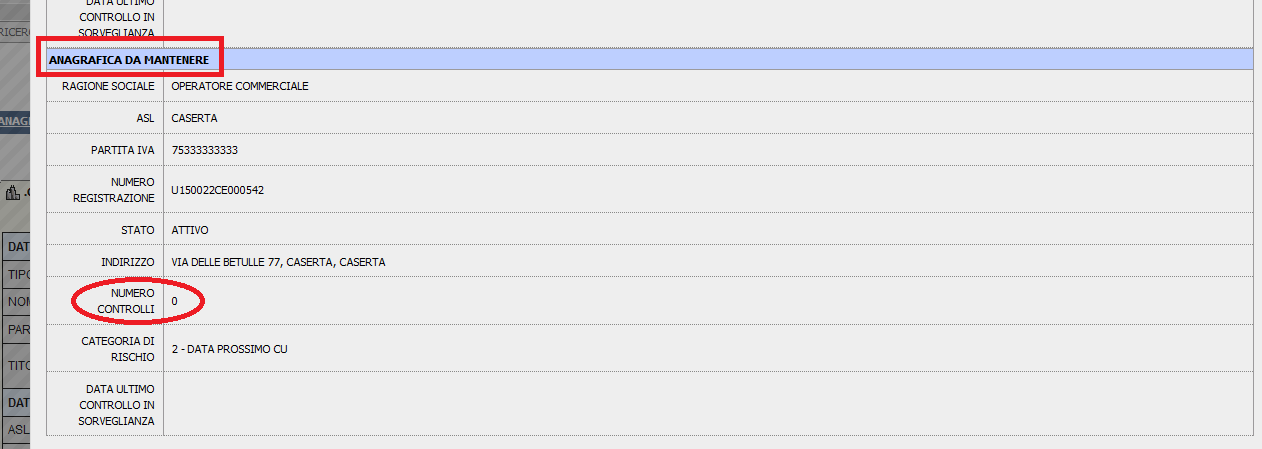 DATA ULTIMO
CONTROLLO IN
SORVEGLIANZA
RICER
ANAGRAFICA DA MANTENERE
RAGIONE SOCIALE OPERATORE COMMERCIALE
ANAGI
ASL CASERTA
PARTITA IVA 75333333333
NUMERO
REGISTRAZIONE U150022CE000542
STATO ATTIVO
DAT
INDIRIZZO VIA DELLE BETULLE 77, CASERTA, CASERTA
TIPO
NUMERO
CONTROLLI 0
NOM
PAR
CATEGORIA DI
RISCHIO 2 - DATA PROSSIMO CU
TITO
DATA ULTIMO
CONTROLLO IN
SORVEGLIANZA
DAT
ASL